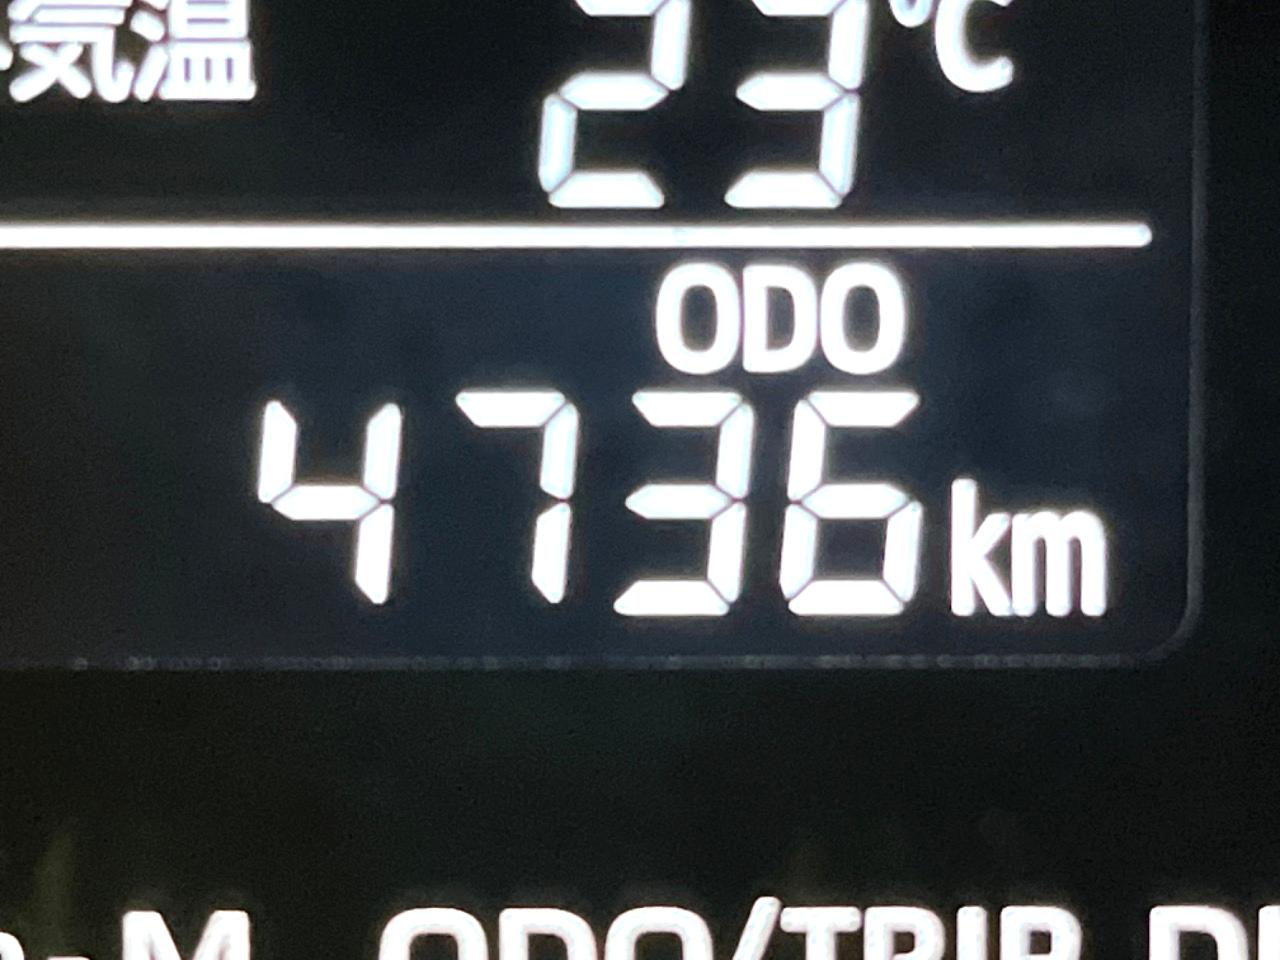 気温 23℃
ODO
4736km
M ODO/TRIP